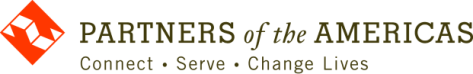 PARTNERS of the AMERICAS
Connect • Serve • Change Lives